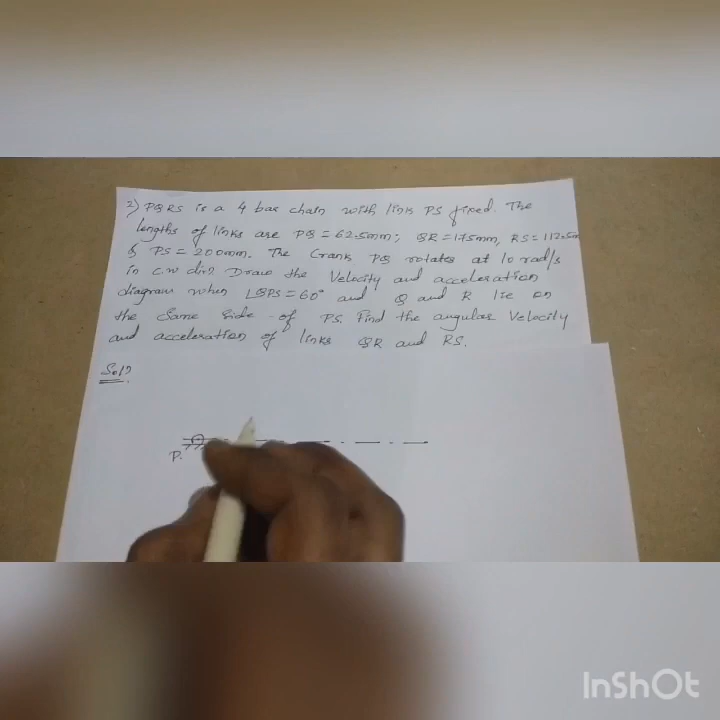 2) PQRS is a 4 bar chain with link PS fixed. The
lengths of links are PQ = 62.5mm; QR = 175mm, RS = 112.5m
& PS = 200mm. The Crank PQ rotates at 10 rad/s
in c.w dirn Draw the Velocity and acceleration
diagram when ∠QPS = 60° and Q and R lie on
the Same Side of PS. Find the angular Velocity
and acceleration of links QR and RS.
Soln
P.
InShOt